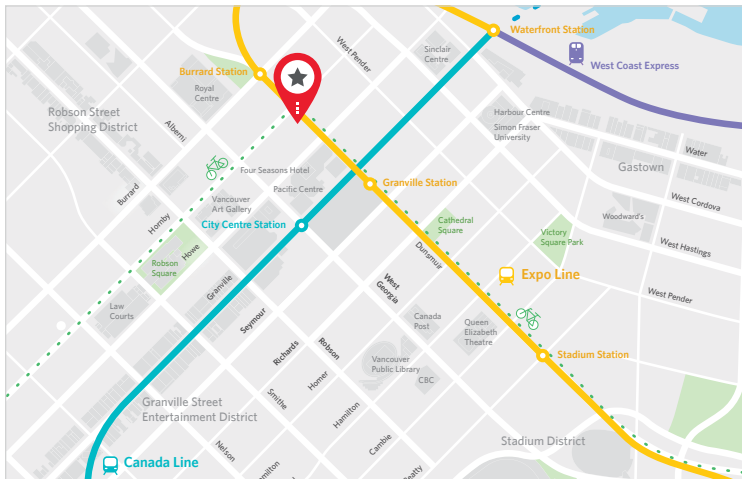 Waterfront Station
West Pender
Sinclair
Centre
Burrard Station
West Coast Express
Royal
Centre
Robson Street
Shopping District
Alberni
Harbour Centre
Simon Fraser
University
Water
Gastown
Four Seasons Hotel
Pacific Centre
Granville Station
Burrard
Vancouver
Art Gallery
West Cordova
Hornby
City Centre Station
Cathedral
Square
Woodward's
Victory
Square Park
Howe
Dunsmuir
West Hastings
Robson
Square
Expo Line
Granville
West
Georgia
West Pender
Law
Courts
Seymour
Canada
Post
Queen
Elizabeth
Theatre
Richards
Robson
Stadium Station
Vancouver
Public Library
CBC
Homer
Smithe
Granville Street
Entertainment District
Hamilton
Stadium District
Cambie
Nelson
Canada Line